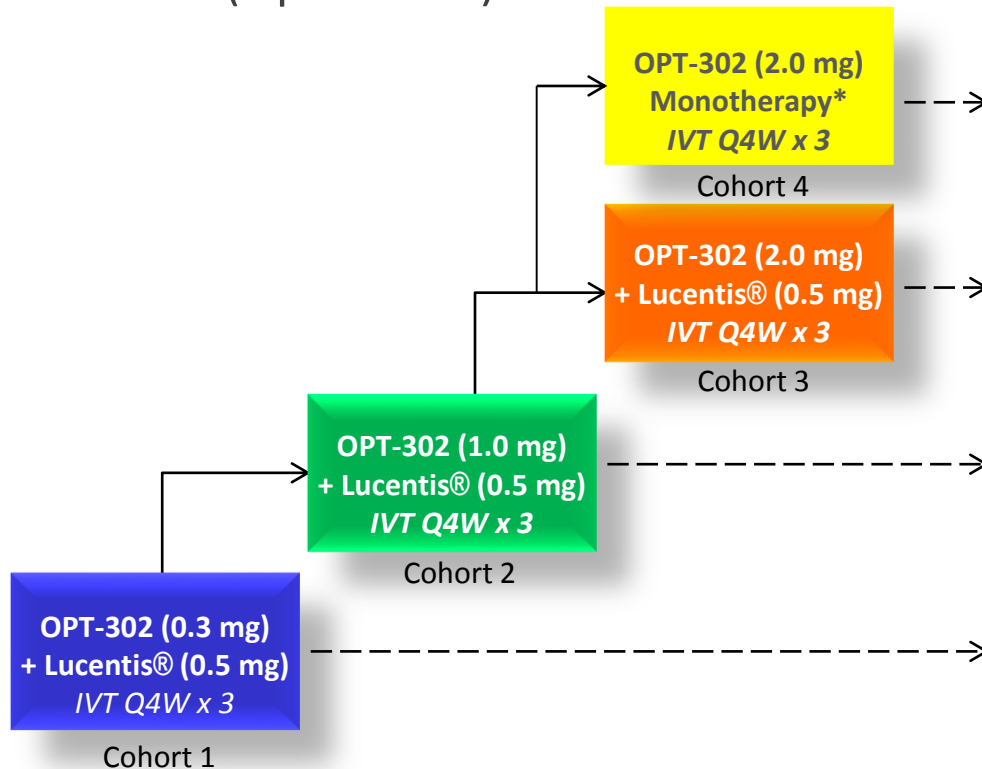 OPT-302 (2.0 mg)
Monotherapy*
IVT Q4W x 3
Cohort 4
OPT-302 (2.0 mg)
+ Lucentis® (0.5 mg)
IVT Q4W x 3
Cohort 3
OPT-302 (1.0 mg)
+ Lucentis® (0.5 mg)
IVT Q4W x 3
Cohort 2
OPT-302 (0.3 mg)
+ Lucentis® (0.5 mg)
IVT Q4W x 3
Cohort 1